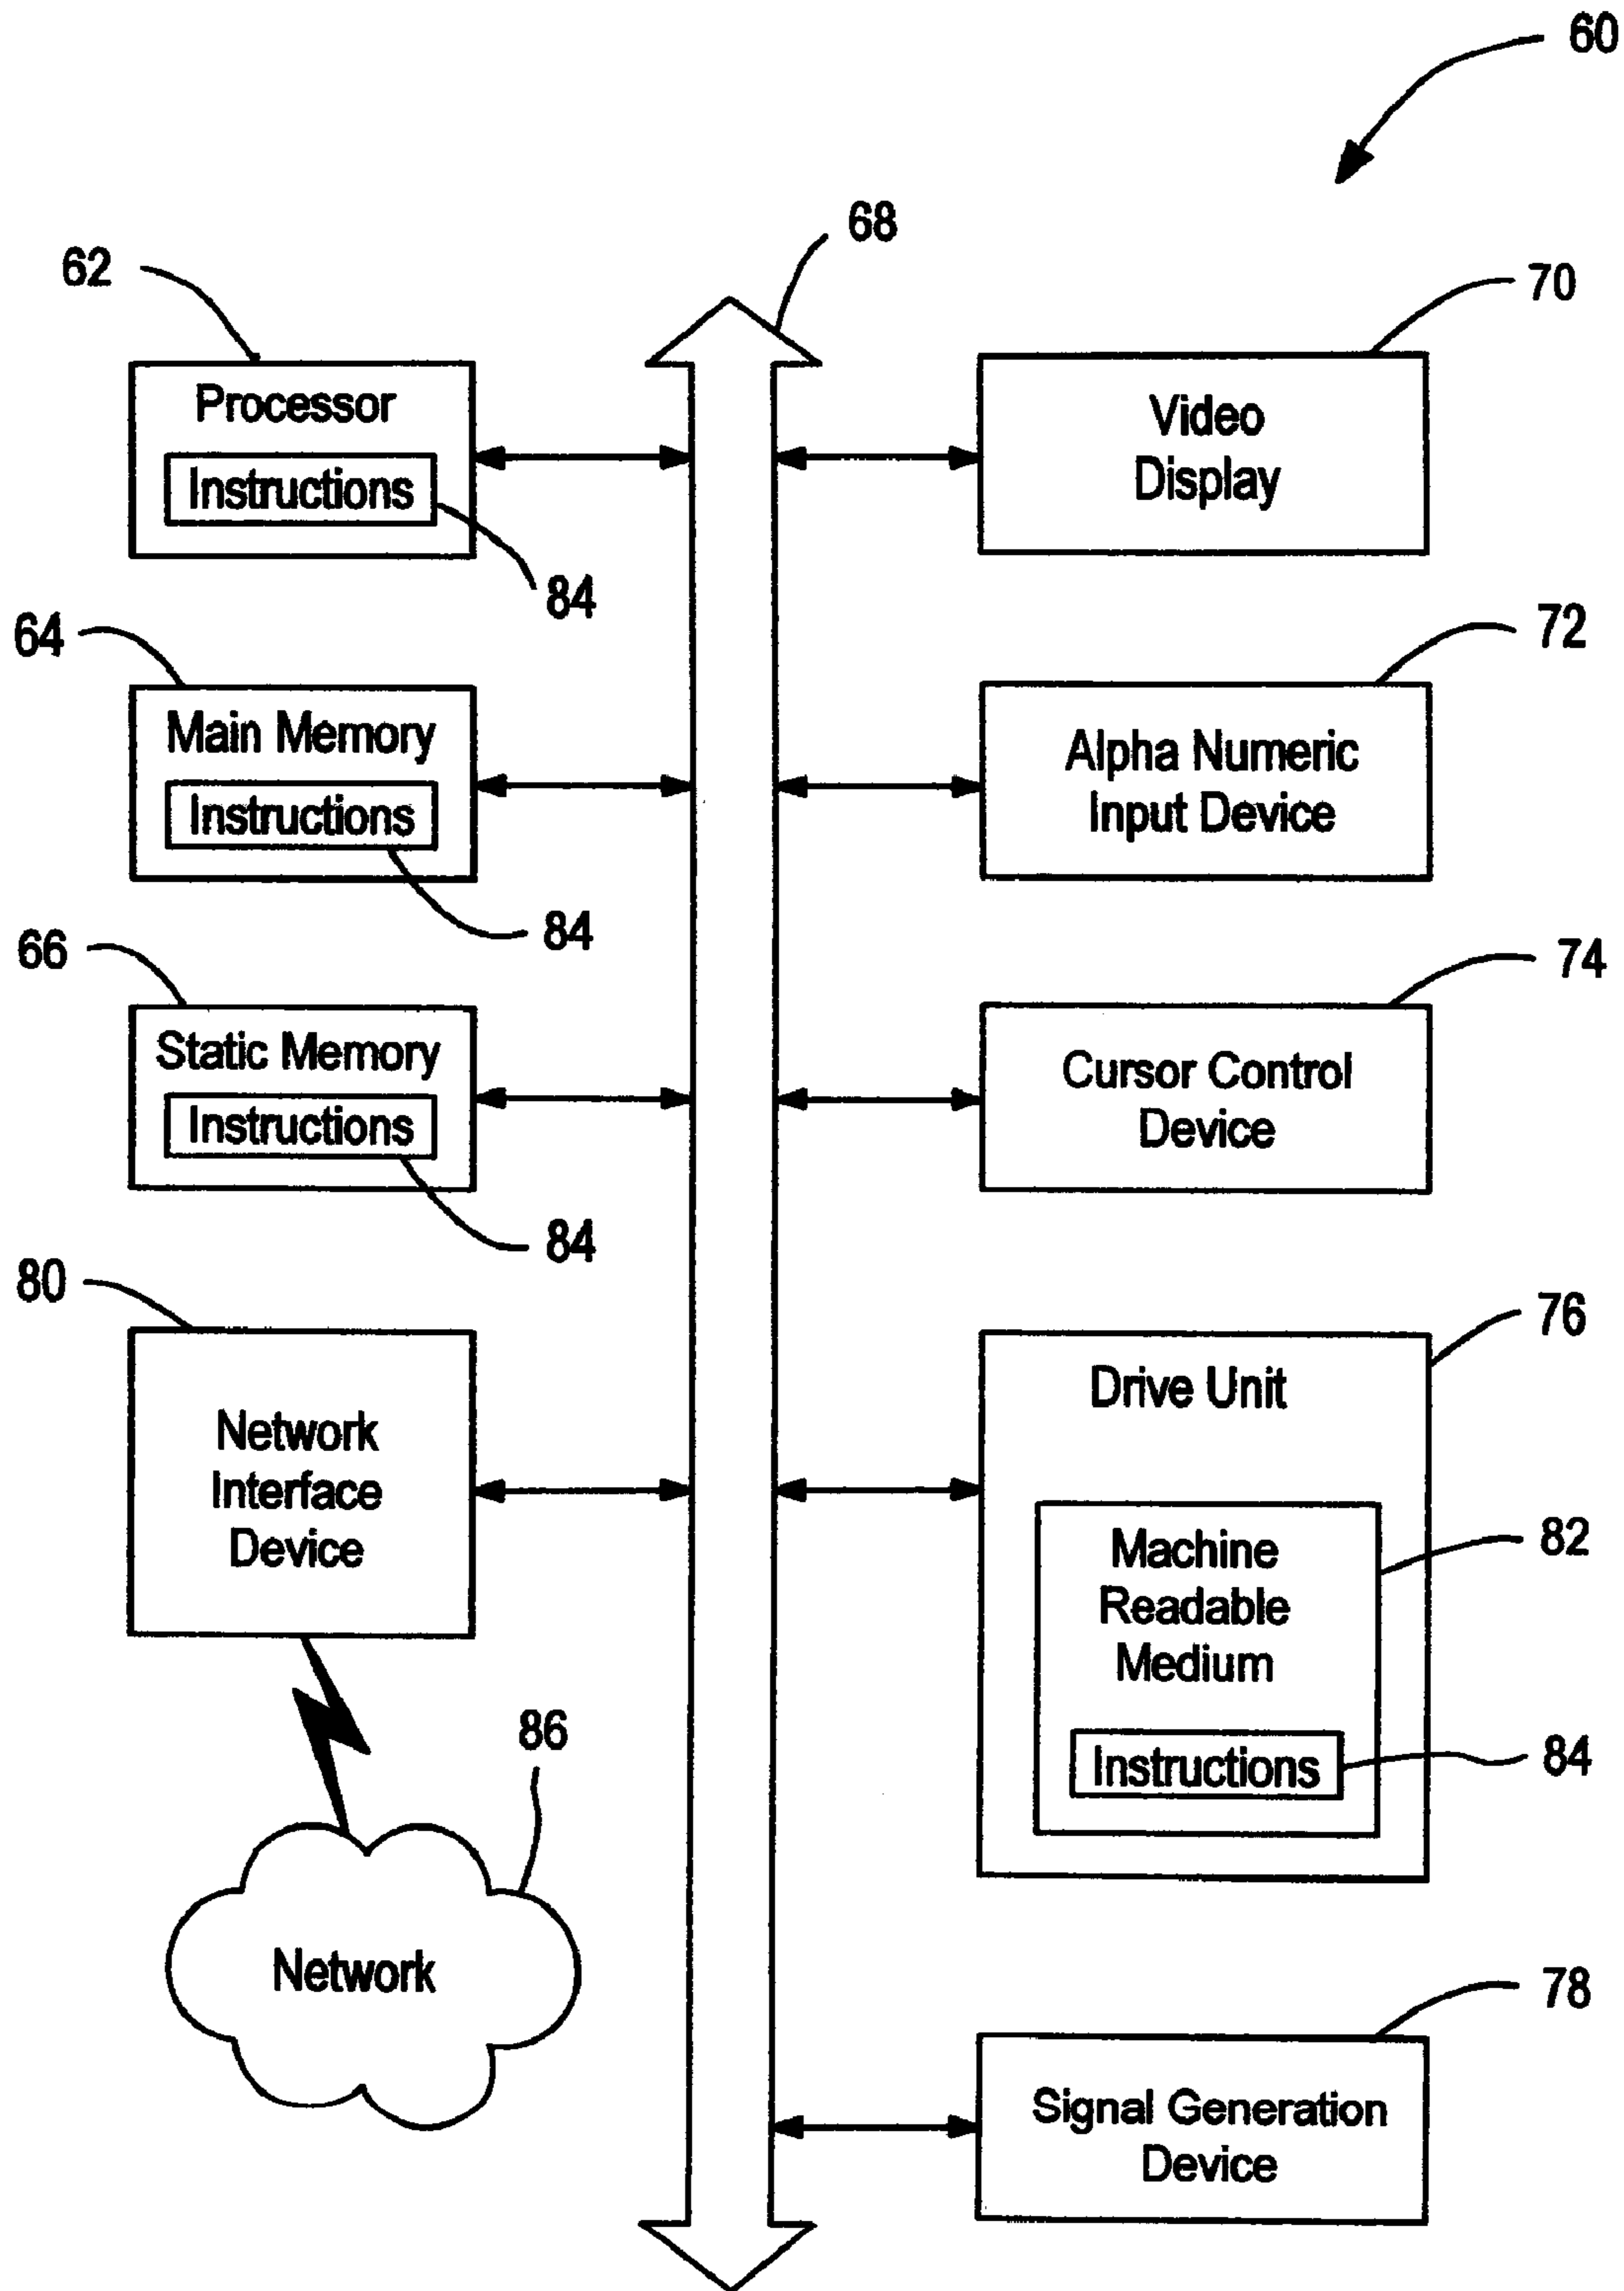 60
68
62
70
Processor
Instructions
84
Video
Display
64
72
Main Memory
Instructions
84
Alpha Numeric
Input Device
66
74
Static Memory
Instructions
84
Cursor Control
Device
80
76
Network
Interface
Device
Drive Unit
82
Machine
Readable
Medium
84
Instructions
86
Network
78
Signal Generation
Device